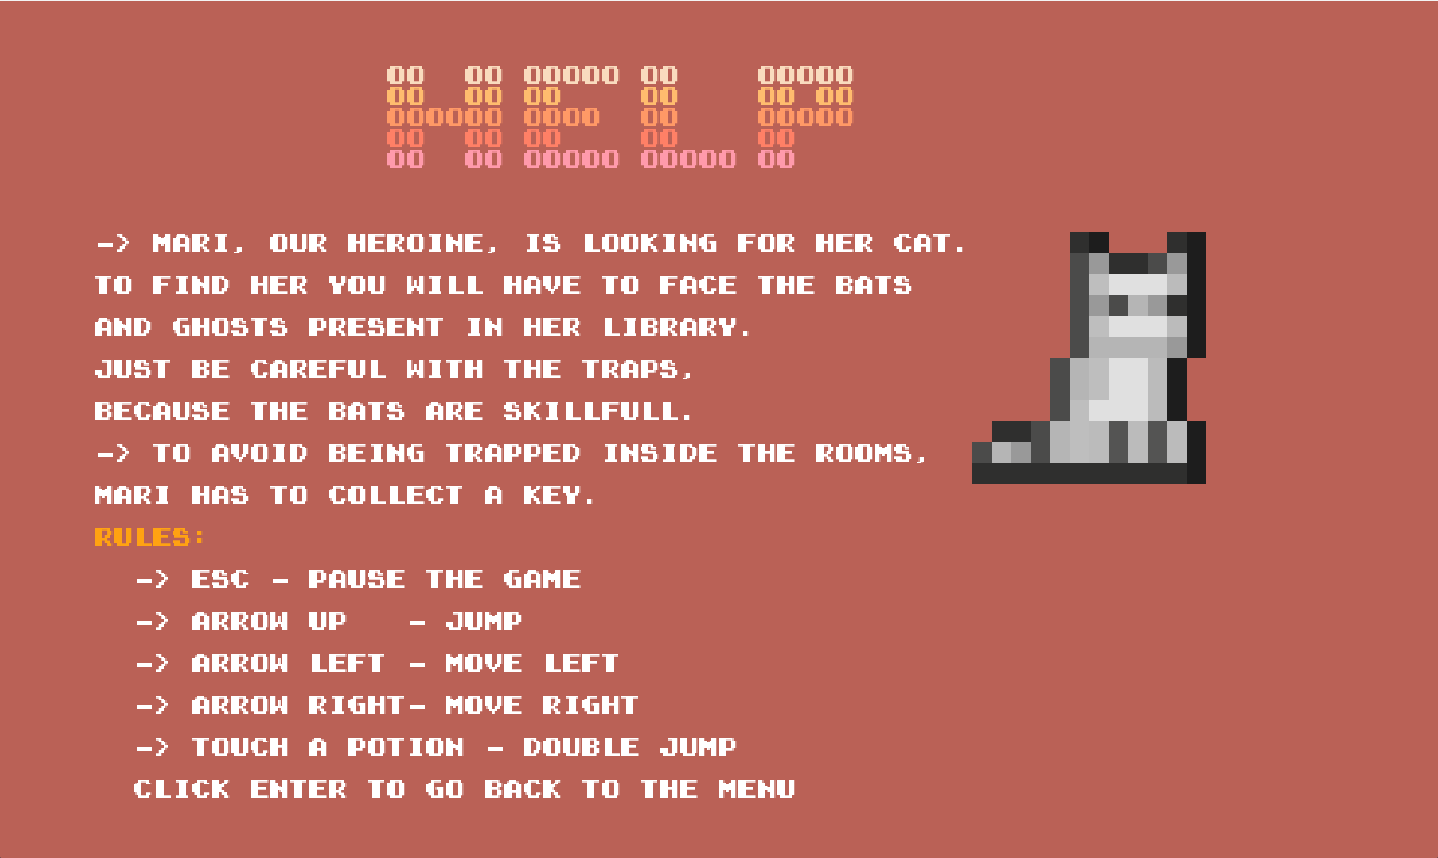 HELP
-> MARI, OUR HEROINE, IS LOOKING FOR HER CAT.
TO FIND HER YOU WILL HAVE TO FACE THE BATS
AND GHOSTS PRESENT IN HER LIBRARY.
JUST BE CAREFUL WITH THE TRAPS,
BECAUSE THE BATS ARE SKILLFULL.
-> TO AVOID BEING TRAPPED INSIDE THE ROOMS,
MARI HAS TO COLLECT A KEY.
RULES:
-> ESC - PAUSE THE GAME
-> ARROW UP   - JUMP
-> ARROW LEFT - MOVE LEFT
-> ARROW RIGHT- MOVE RIGHT
-> TOUCH A POTION - DOUBLE JUMP
CLICK ENTER TO GO BACK TO THE MENU